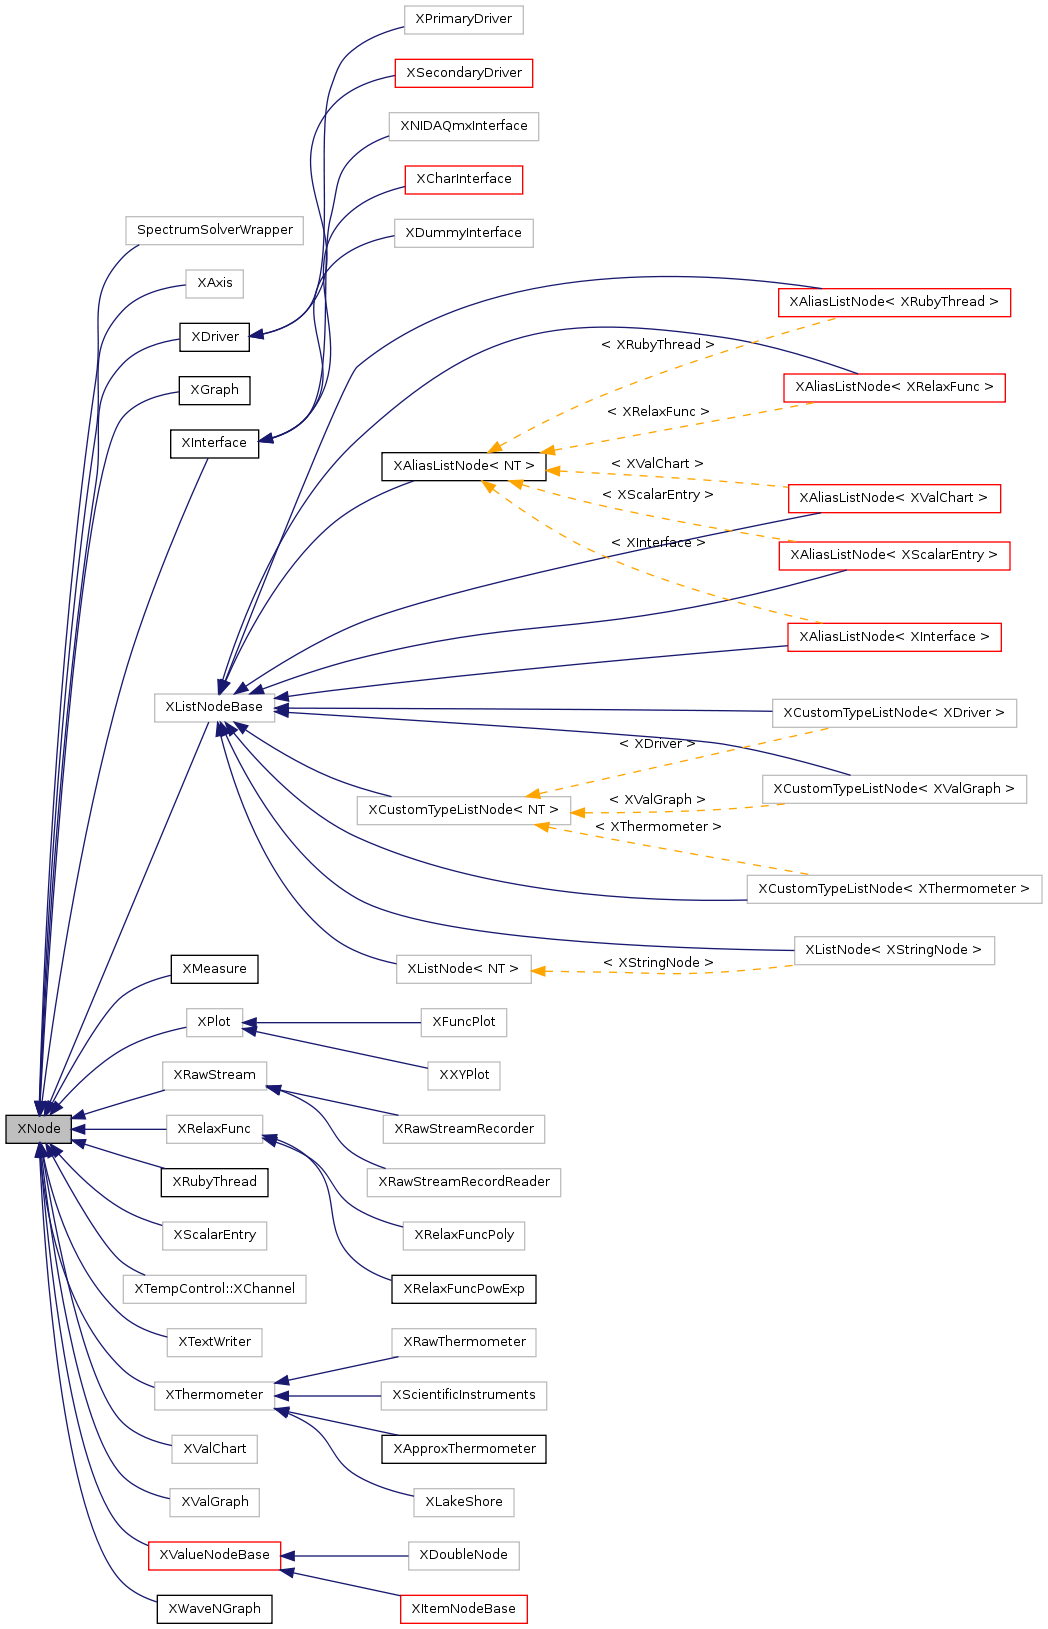 XPrimaryDriver
XSecondaryDriver
XNIDAQmxInterface
XCharInterface
SpectrumSolverWrapper
XDummyInterface
XAxis
XAliasListNode< XRubyThread >
XDriver
< XRubyThread >
XGraph
XAliasListNode< XRelaxFunc >
< XRelaxFunc >
XInterface
XAliasListNode< NT >
< XValChart >
XAliasListNode< XValChart >
< XScalarEntry >
< XInterface >
XAliasListNode< XScalarEntry >
XAliasListNode< XInterface >
XListNodeBase
XCustomTypeListNode< XDriver >
< XDriver >
XCustomTypeListNode< XValGraph >
< XValGraph >
XCustomTypeListNode< NT >
< XThermometer >
XCustomTypeListNode< XThermometer >
XListNode< XStringNode >
< XStringNode >
XMeasure
XListNode< NT >
XPlot
XFuncPlot
XRawStream
XXYPlot
XNode
XRelaxFunc
XRawStreamRecorder
XRubyThread
XRawStreamRecordReader
XScalarEntry
XRelaxFuncPoly
XTempControl::XChannel
XRelaxFuncPowExp
XTextWriter
XRawThermometer
XThermometer
XScientificInstruments
XValChart
XApproxThermometer
XValGraph
XLakeShore
XValueNodeBase
XDoubleNode
XWaveNGraph
XItemNodeBase